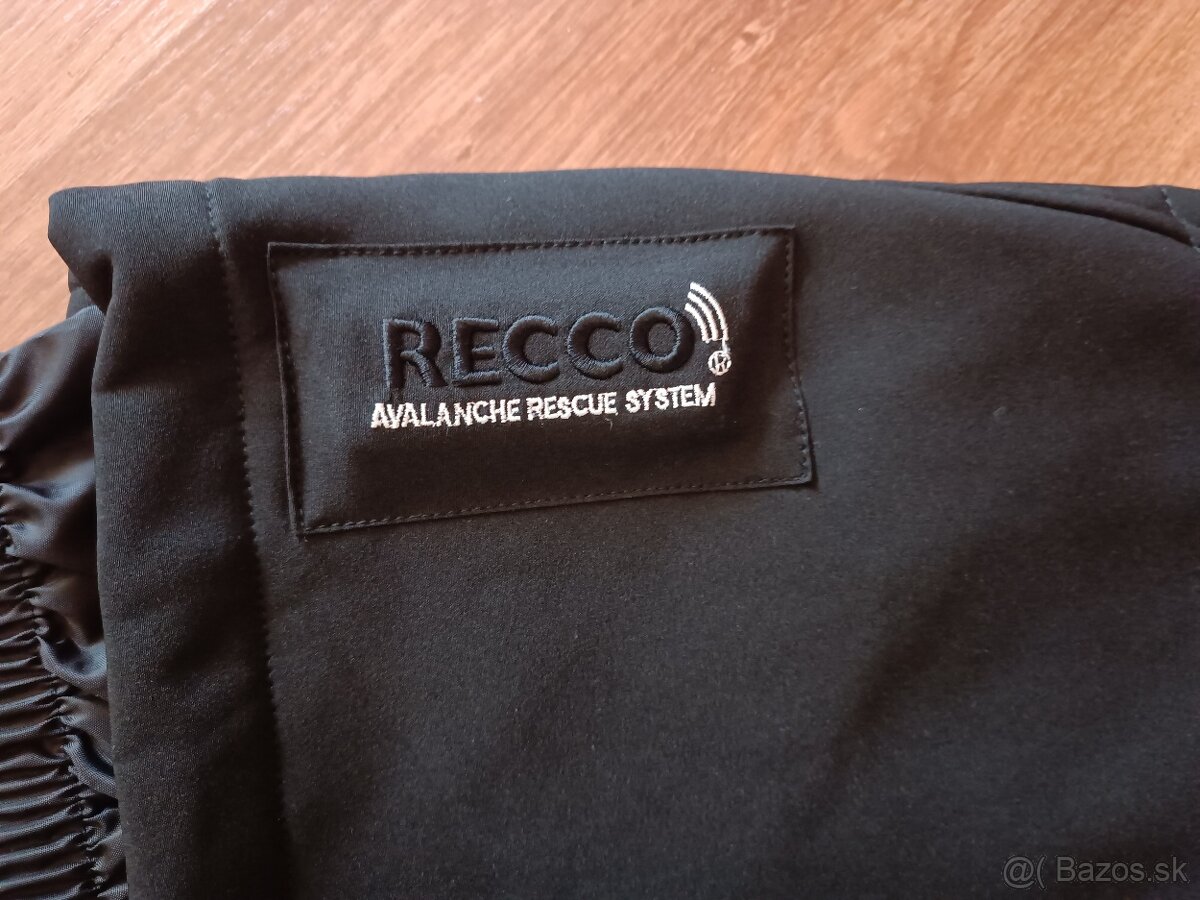 RECCO®
AVALANCHE RESCUE SYSTEM
@( Bazos.sk